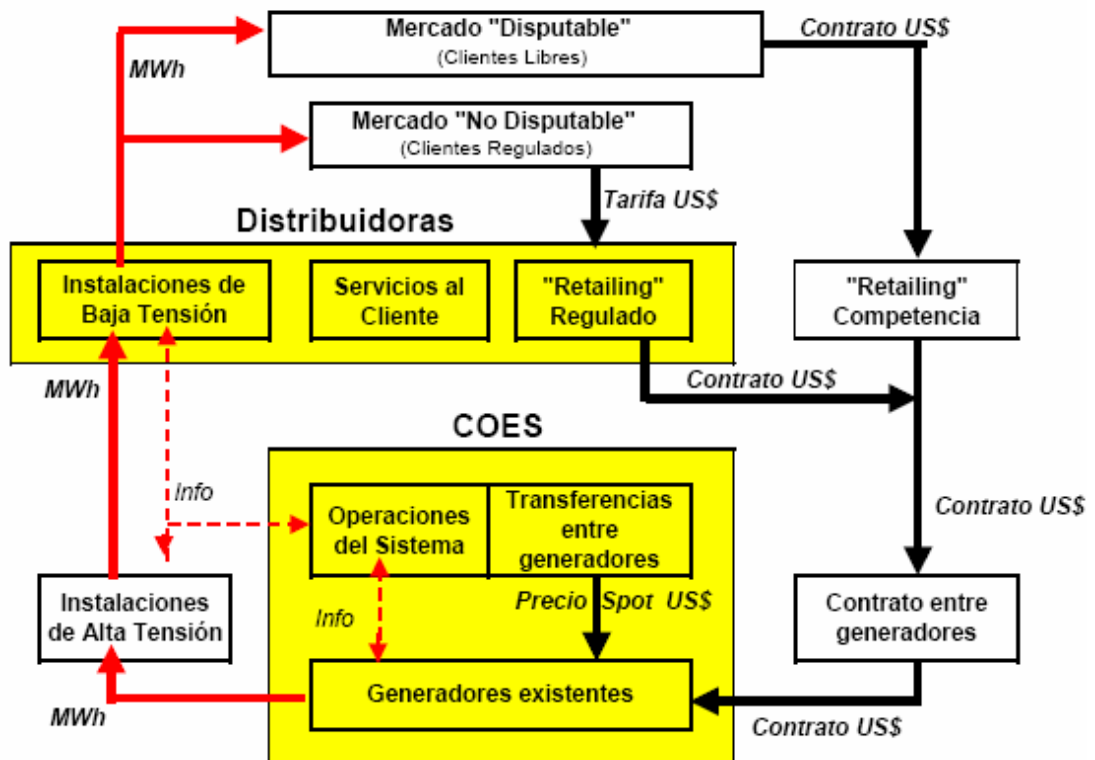 Mercado "Disputable"
(Clientes Libres)
Contrato US$
MWh
Mercado "No Disputable"
(Clientes Regulados)
Tarifa US$
Distribuidoras
Instalaciones de
Baja Tensión
Servicios al
Cliente
"Retailing"
Regulado
"Retailing"
Competencia
MWh
Contrato US$
COES
Info
Operaciones
del Sistema
Transferencias
entre
generadores
Contrato US$
Instalaciones
de Alta Tensión
Info
Precio Spot US$
Contrato entre
generadores
Generadores existentes
MWh
Contrato US$